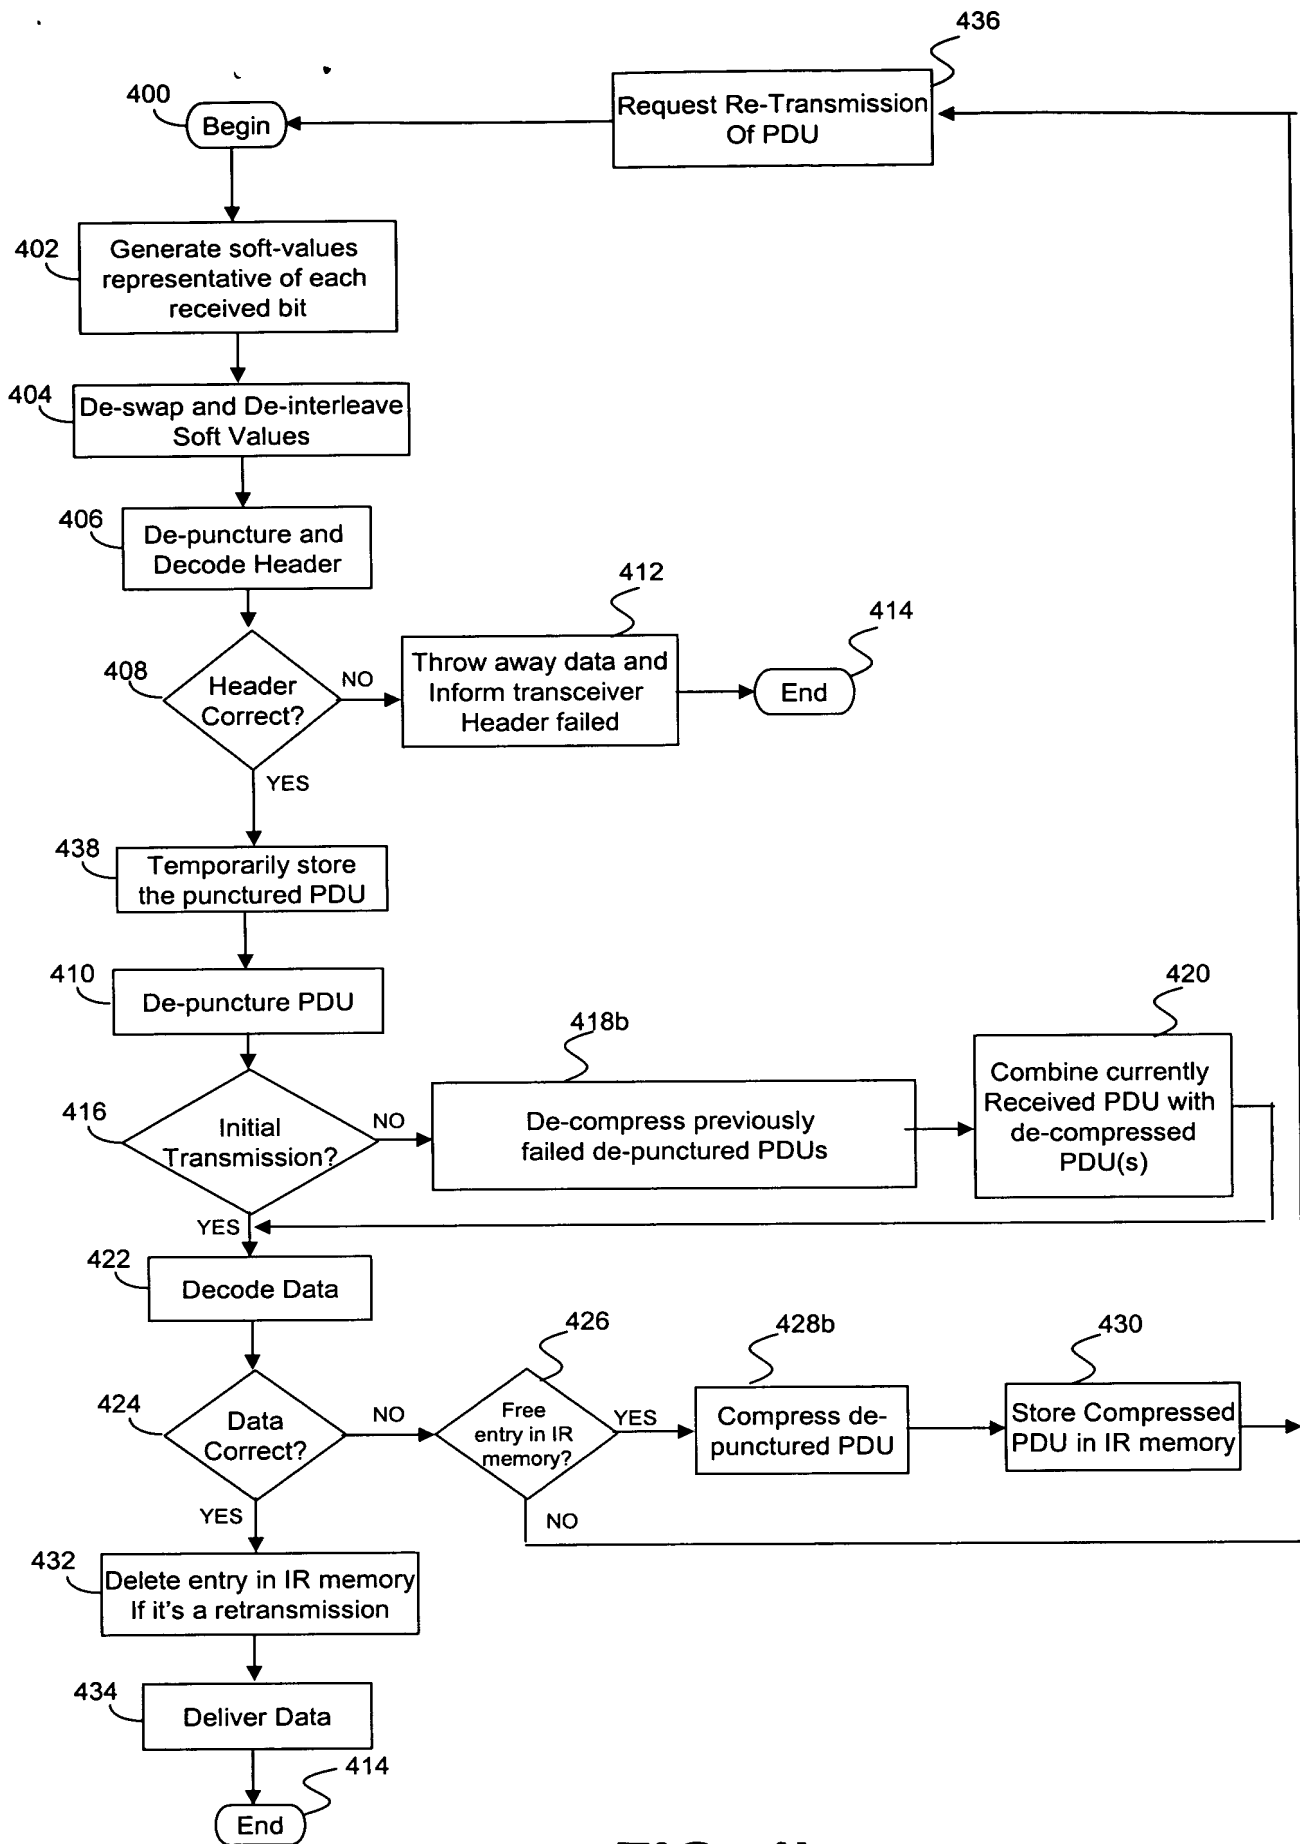 436
Request Re-Transmission
Of PDU
400
Begin
402
Generate soft-values
representative of each
received bit
404
De-swap and De-interleave
Soft Values
406
De-puncture and
Decode Header
408
Header
Correct?
NO
412
Throw away data and
Inform transceiver
Header failed
414
End
YES
438
Temporarily store
the punctured PDU
410
De-puncture PDU
416
Initial
Transmission?
NO
418b
De-compress previously
failed de-punctured PDUs
420
Combine currently
Received PDU with
de-compressed
PDU(s)
YES
422
Decode Data
424
Data
Correct?
NO
426
Free
entry in IR
memory?
YES
428b
Compress de-
punctured PDU
430
Store Compressed
PDU in IR memory
NO
YES
432
Delete entry in IR memory
If it's a retransmission
434
Deliver Data
414
End